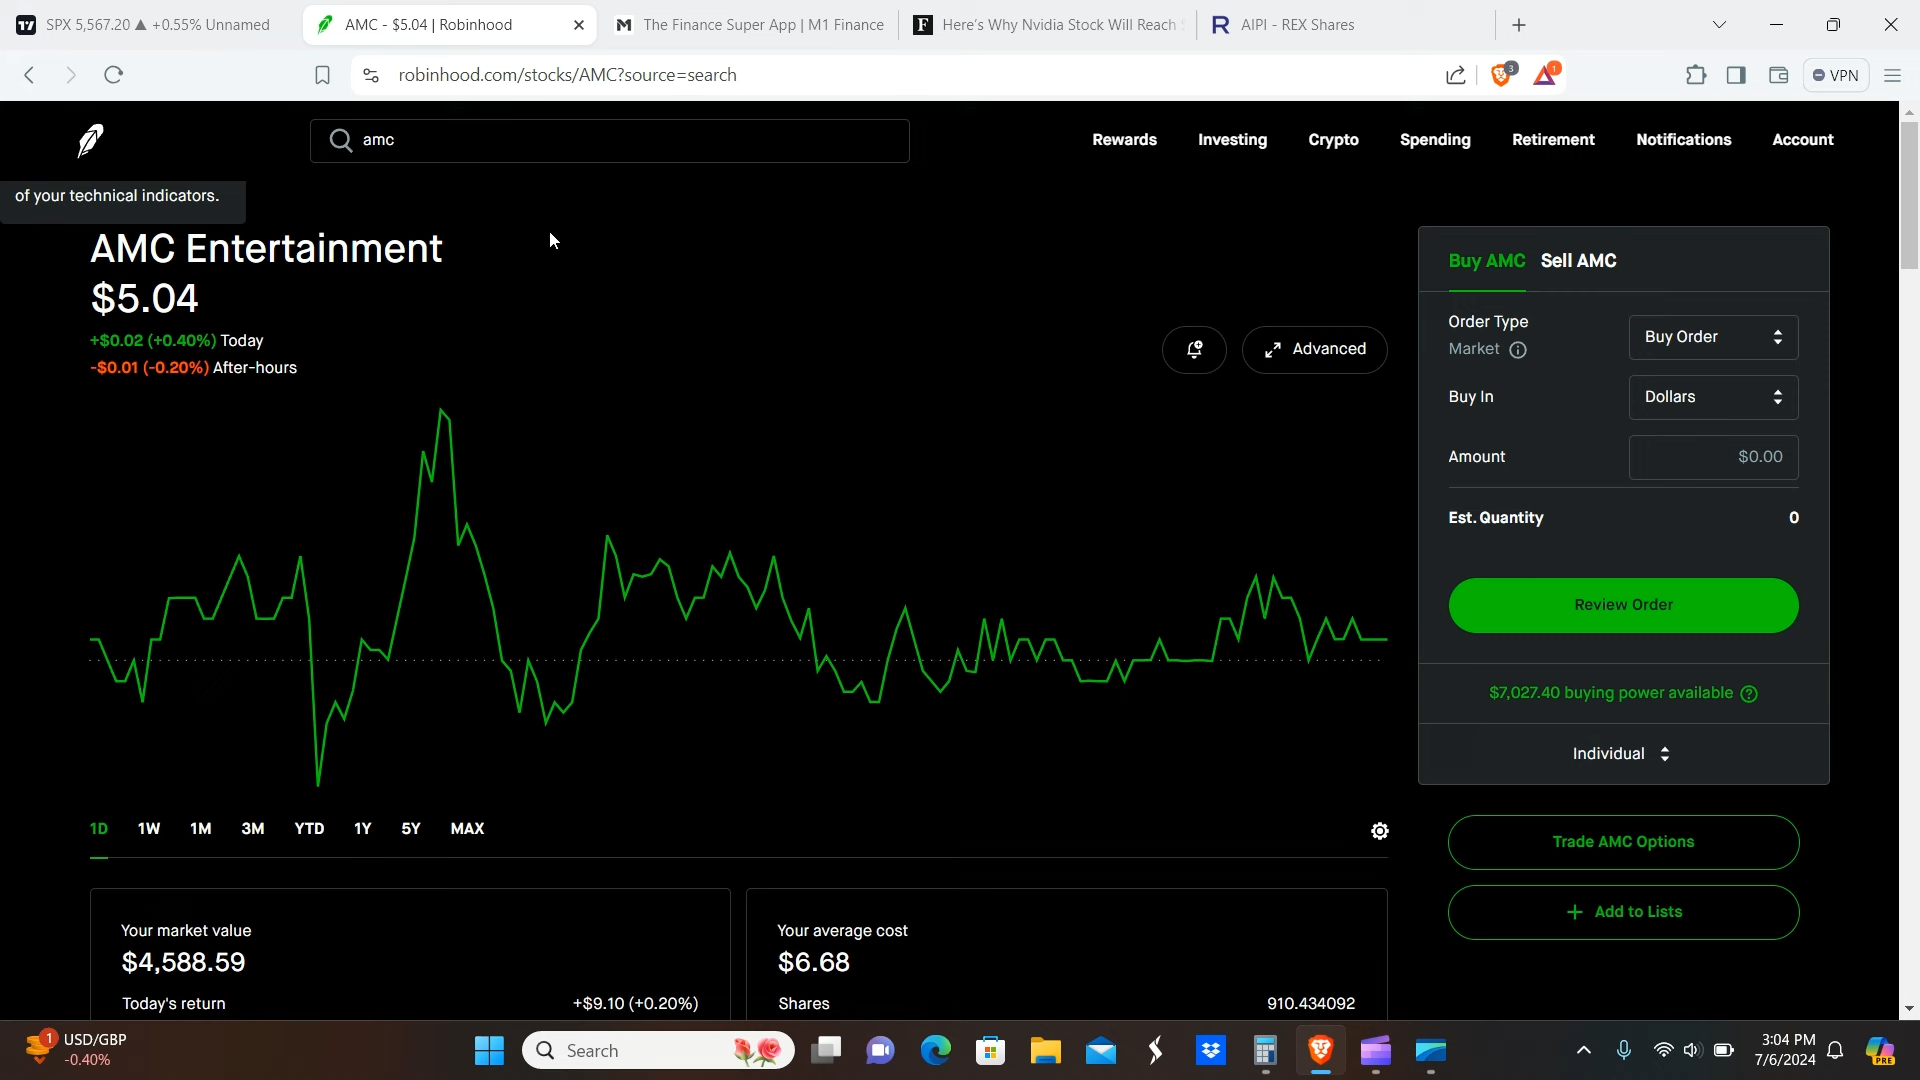 SPX 5,567.20 ▲ +0.55% Unnamed
AMC - $5.04 | Robinhood
The Finance Super App | M1 Finance
Here's Why Nvidia Stock Will Reach
AIPI - REX Shares
robinhood.com/stocks/AMC?source=search
3
1
VPN
amc
Rewards
Investing
Crypto
Spending
Retirement
Notifications
Account
of your technical indicators.
AMC Entertainment
$5.04
+$0.02 (+0.40%) Today
-$0.01 (-0.20%) After-hours
Advanced
Buy AMC
Sell AMC
Order Type
Market
Buy Order
Buy In
Dollars
Amount
$0.00
Est. Quantity
0
Review Order
$7,027.40 buying power available
Individual
1D
1W
1M
3M
YTD
1Y
5Y
MAX
Trade AMC Options
+ Add to Lists
Your market value
$4,588.59
Today's return
+$9.10 (+0.20%)
Your average cost
$6.68
Shares
910.434092
1
USD/GBP
-0.40%
Search
3:04 PM
7/6/2024
PRE